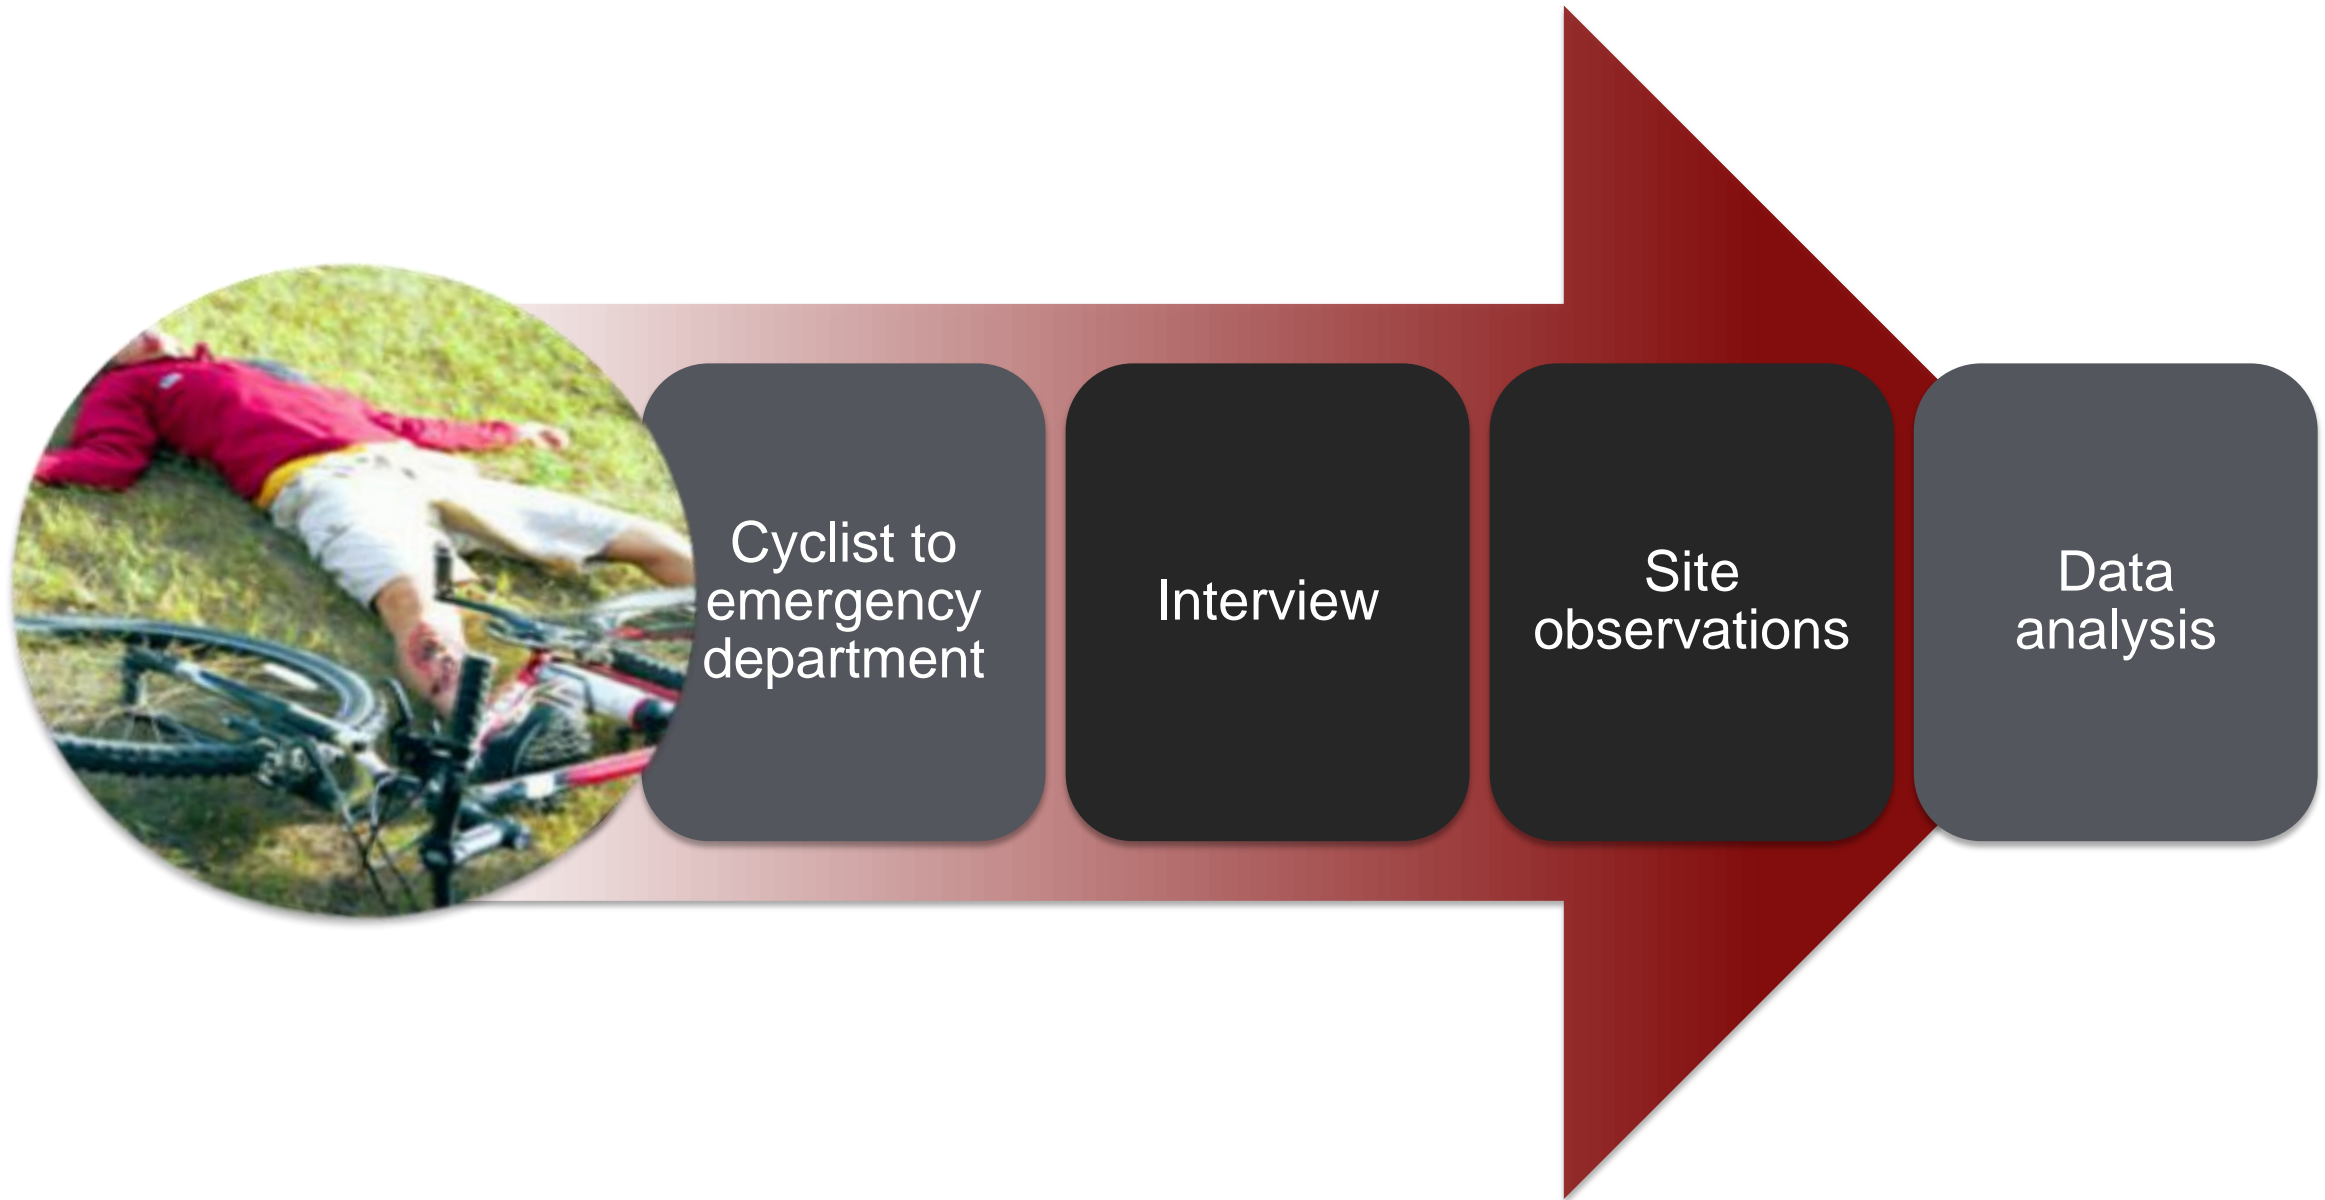 Cyclist to
emergency
department
Interview
Site
observations
Data
analysis